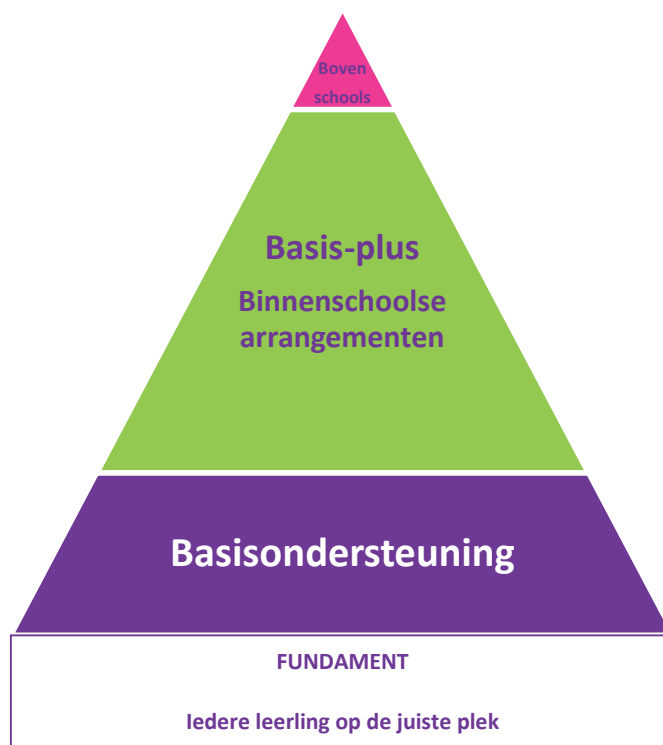 Boven
schools
Basis-plus
Binnenschoolse
arrangementen
Basisondersteuning
FUNDAMENT
Iedere leerling op de juiste plek